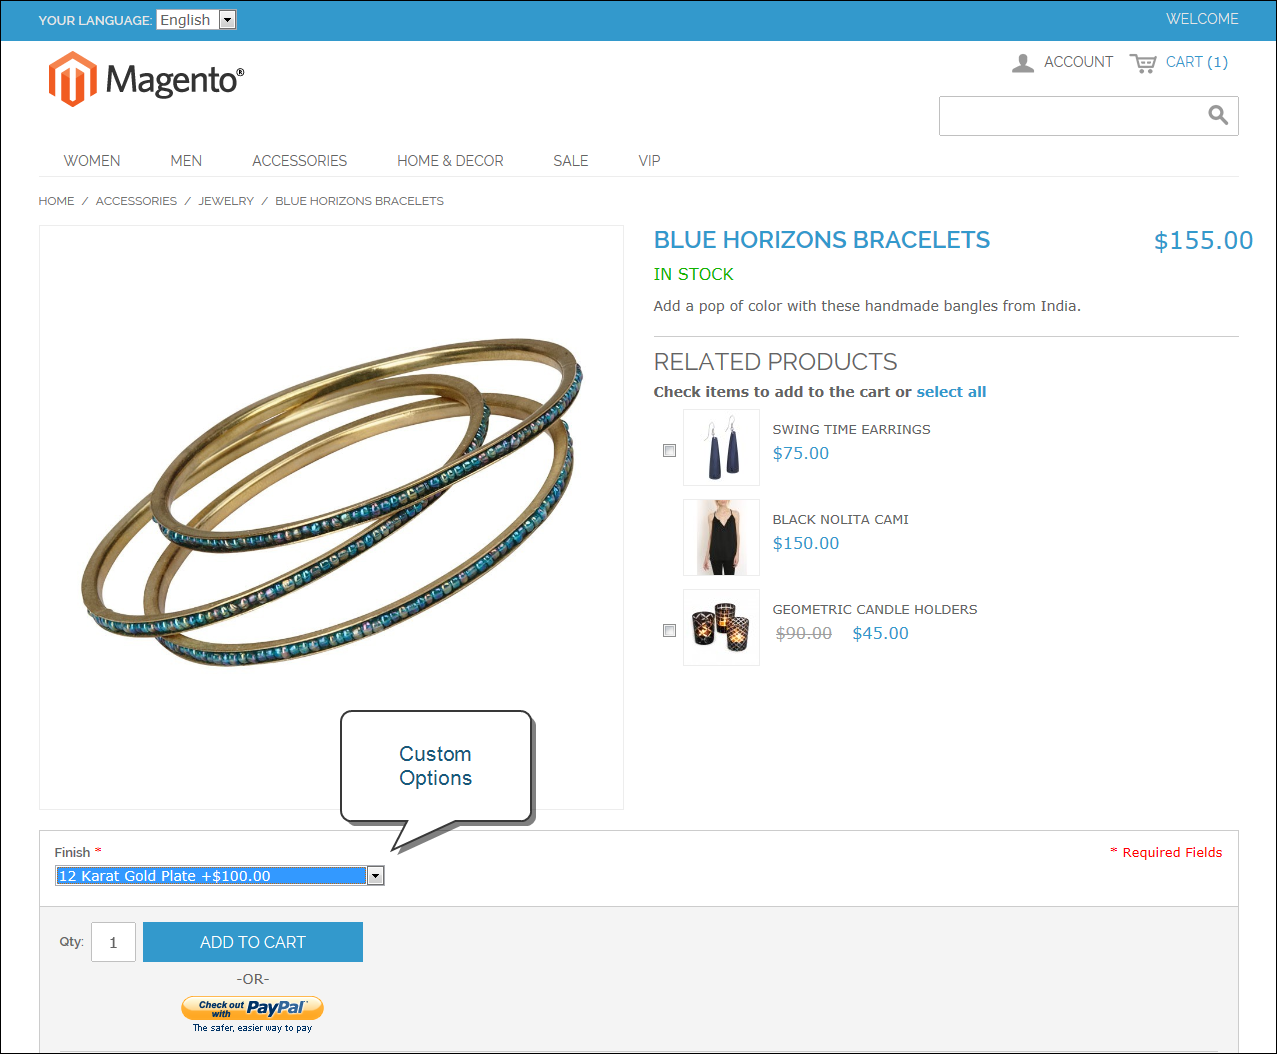 YOUR LANGUAGE: English
WELCOME
Magento®
ACCOUNT
CART (1)
WOMEN MEN ACCESSORIES HOME & DECOR SALE VIP
HOME / ACCESSORIES / JEWELRY / BLUE HORIZONS BRACELETS
BLUE HORIZONS BRACELETS
$155.00
IN STOCK
Add a pop of color with these handmade bangles from India.
RELATED PRODUCTS
Check items to add to the cart or select all
SWING TIME EARRINGS
$75.00
BLACK NOLITA CAMI
$150.00
GEOMETRIC CANDLE HOLDERS
$90.00 $45.00
Custom
Options
Finish *
* Required Fields
12 Karat Gold Plate +$100.00
Qty: 1 ADD TO CART
-OR-
Check out
with PayPal™
The safer, easier way to pay